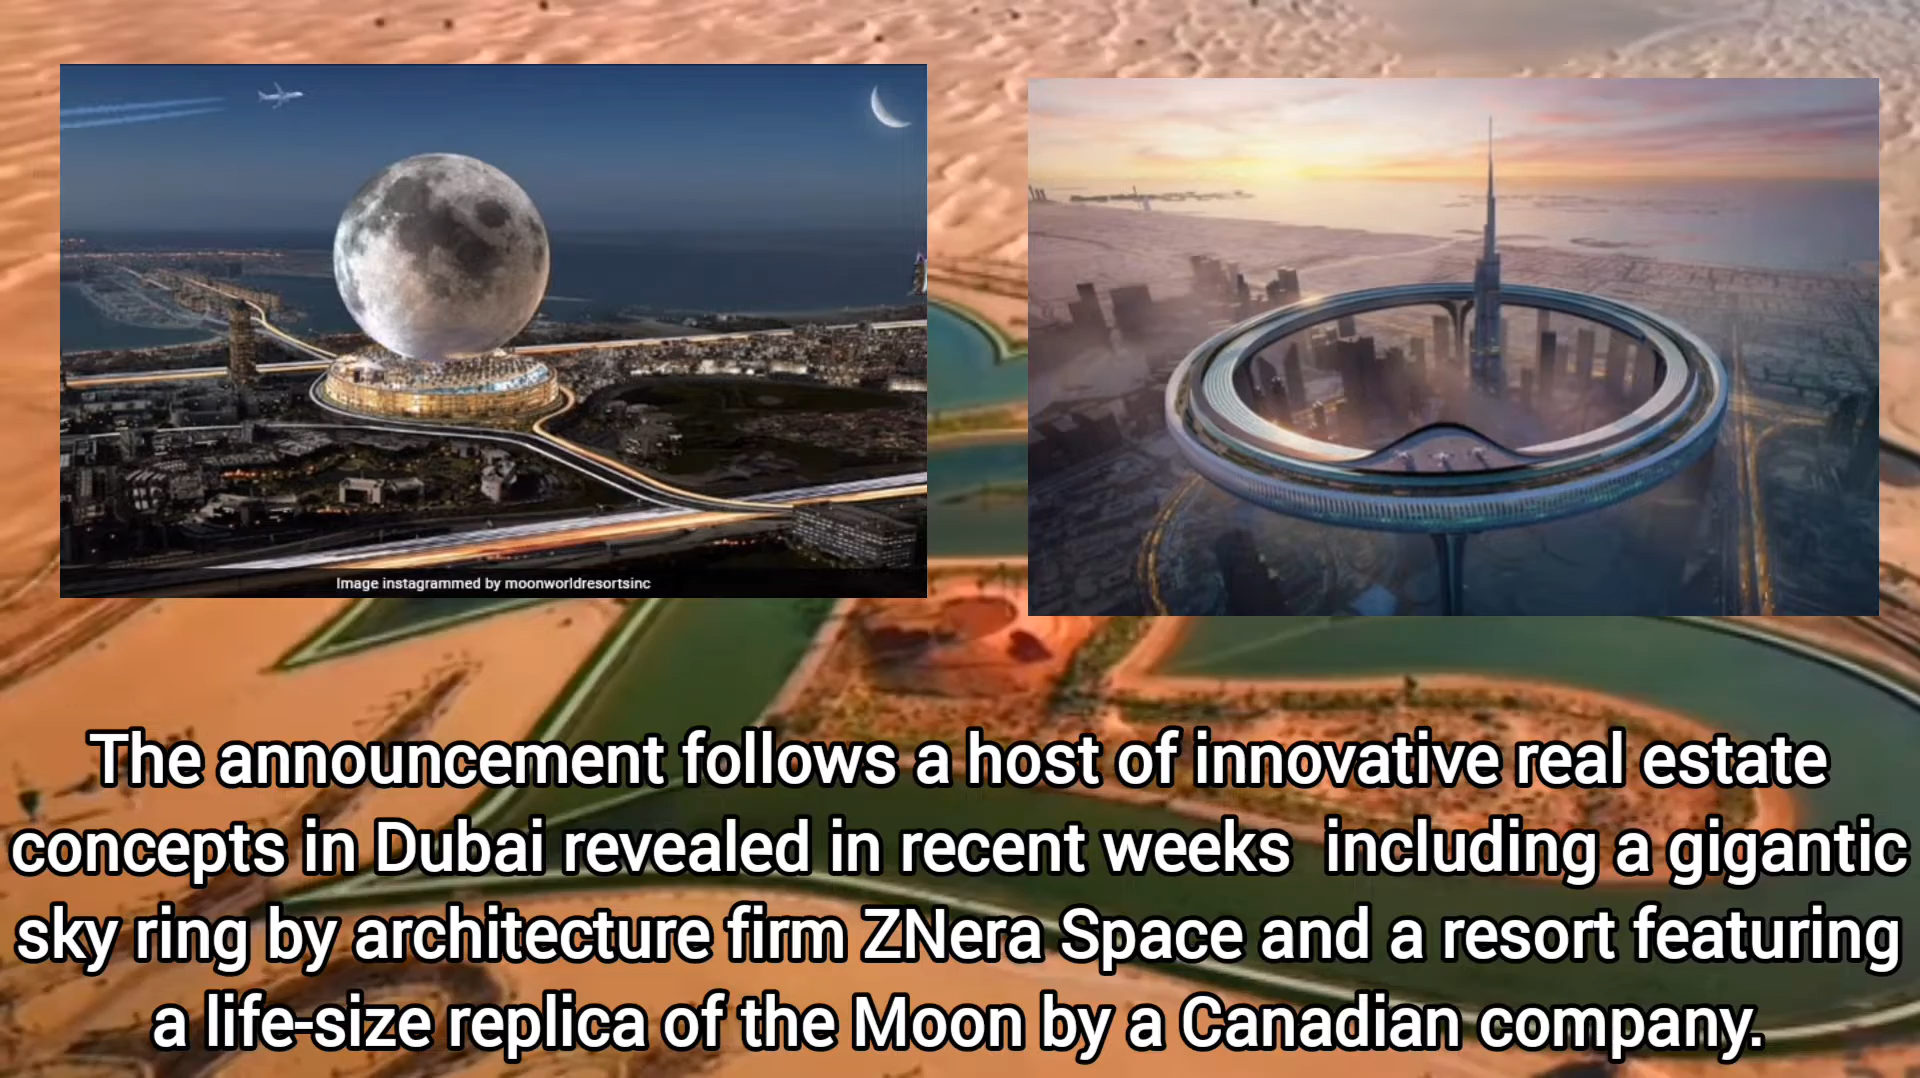 Image instagrammed by moonworldresortsinc
The announcement follows a host of innovative real estate
concepts in Dubai revealed in recent weeks  including a gigantic
sky ring by architecture firm ZNera Space and a resort featuring
a life-size replica of the Moon by a Canadian company.